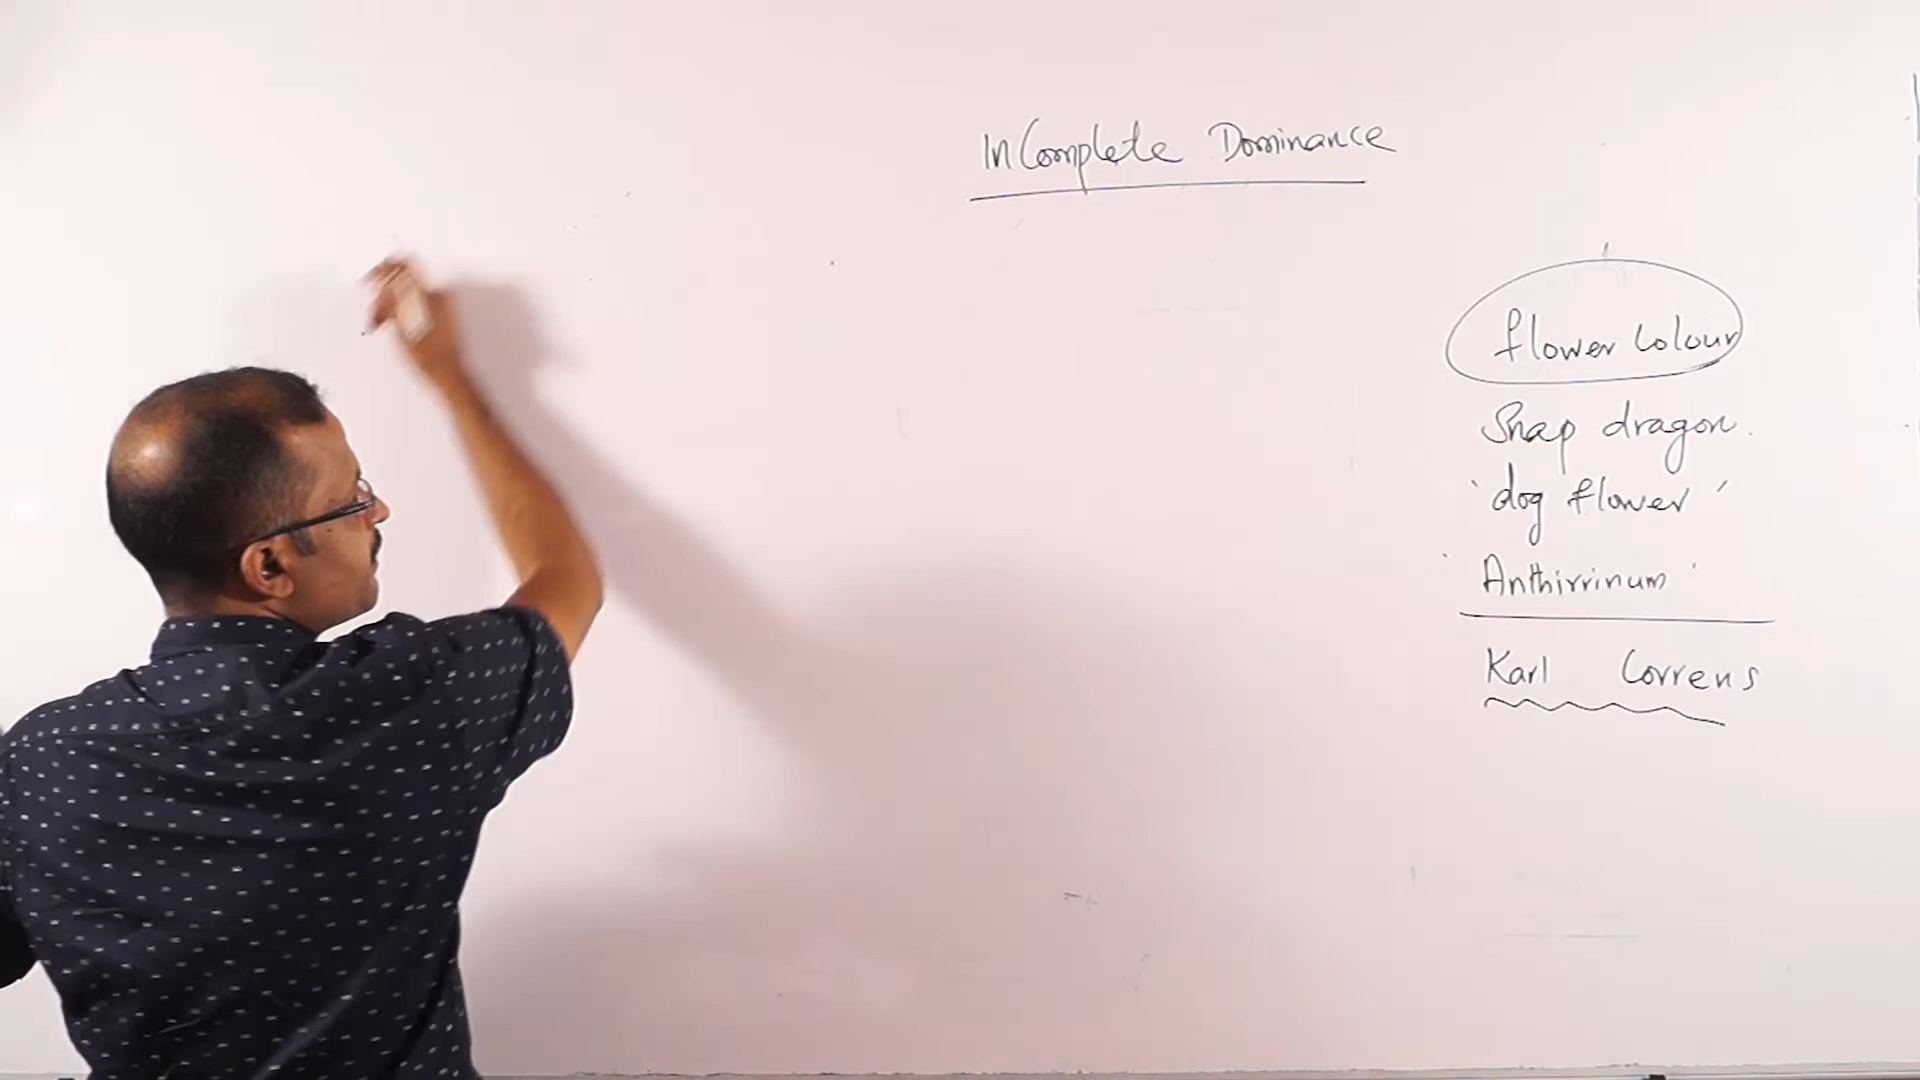 InComplete Dominance
flower Colour
Snap dragon.
'dog flower'
'Anthirrinum'
Karl Correns